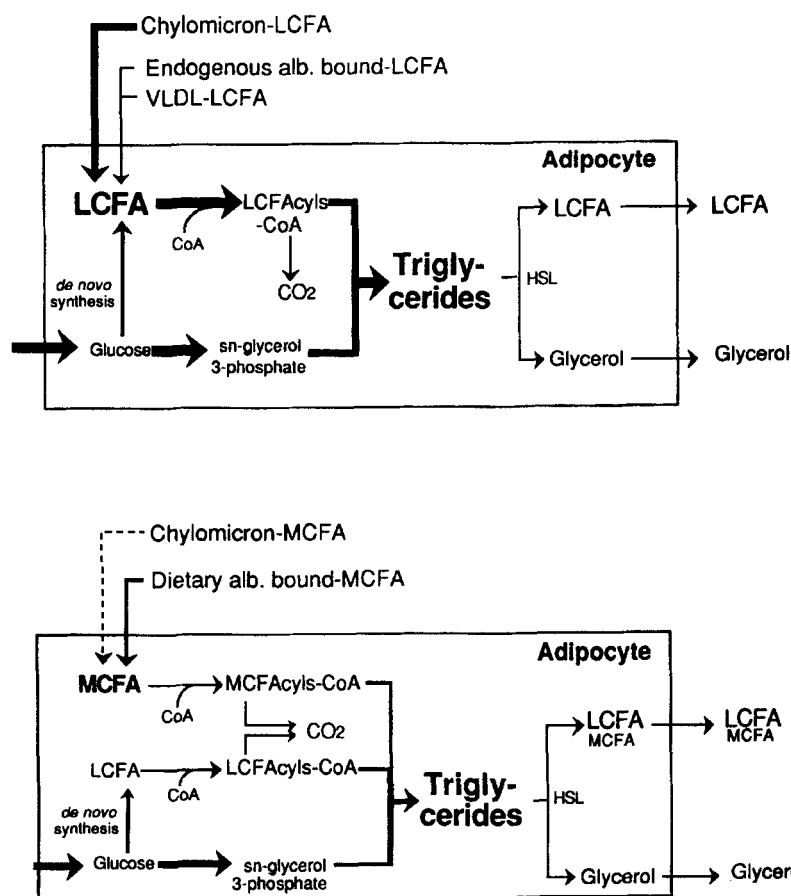 Chylomicron-LCFA
Endogenous alb. bound-LCFA
VLDL-LCFA
Adipocyte
LCFA
LCFAcyls
-CoA
CoA
CO2
de novo
synthesis
Glucose
sn-glycerol
3-phosphate
Trigly-
cerides
HSL
LCFA
LCFA
Glycerol
Glycerol
Chylomicron-MCFA
Dietary alb. bound-MCFA
Adipocyte
MCFA
MCFAcyls-CoA
CoA
CO2
LCFA
LCFAcyls-CoA
CoA
de novo
synthesis
Glucose
sn-glycerol
3-phosphate
Trigly-
cerides
HSL
LCFA
MCFA
LCFA
MCFA
Glycerol
Glycer